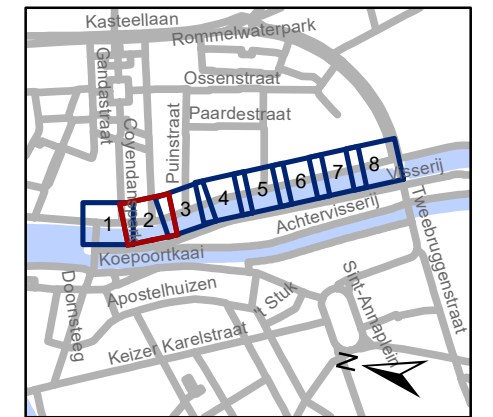 Kasteellaan
Rommelwaterpark
Gandastraat
Ossenstraat
Coyendanspark
Puinstraat
Paardestraat
1
2
3
4
5
6
7
8
Visserij
Achtervisserij
Koepoortkaai
Tweebruggenstraat
Doornsteeg
Apostelhuizen
't Stuk
Sint-Annaplein
Keizer Karelstraat
N